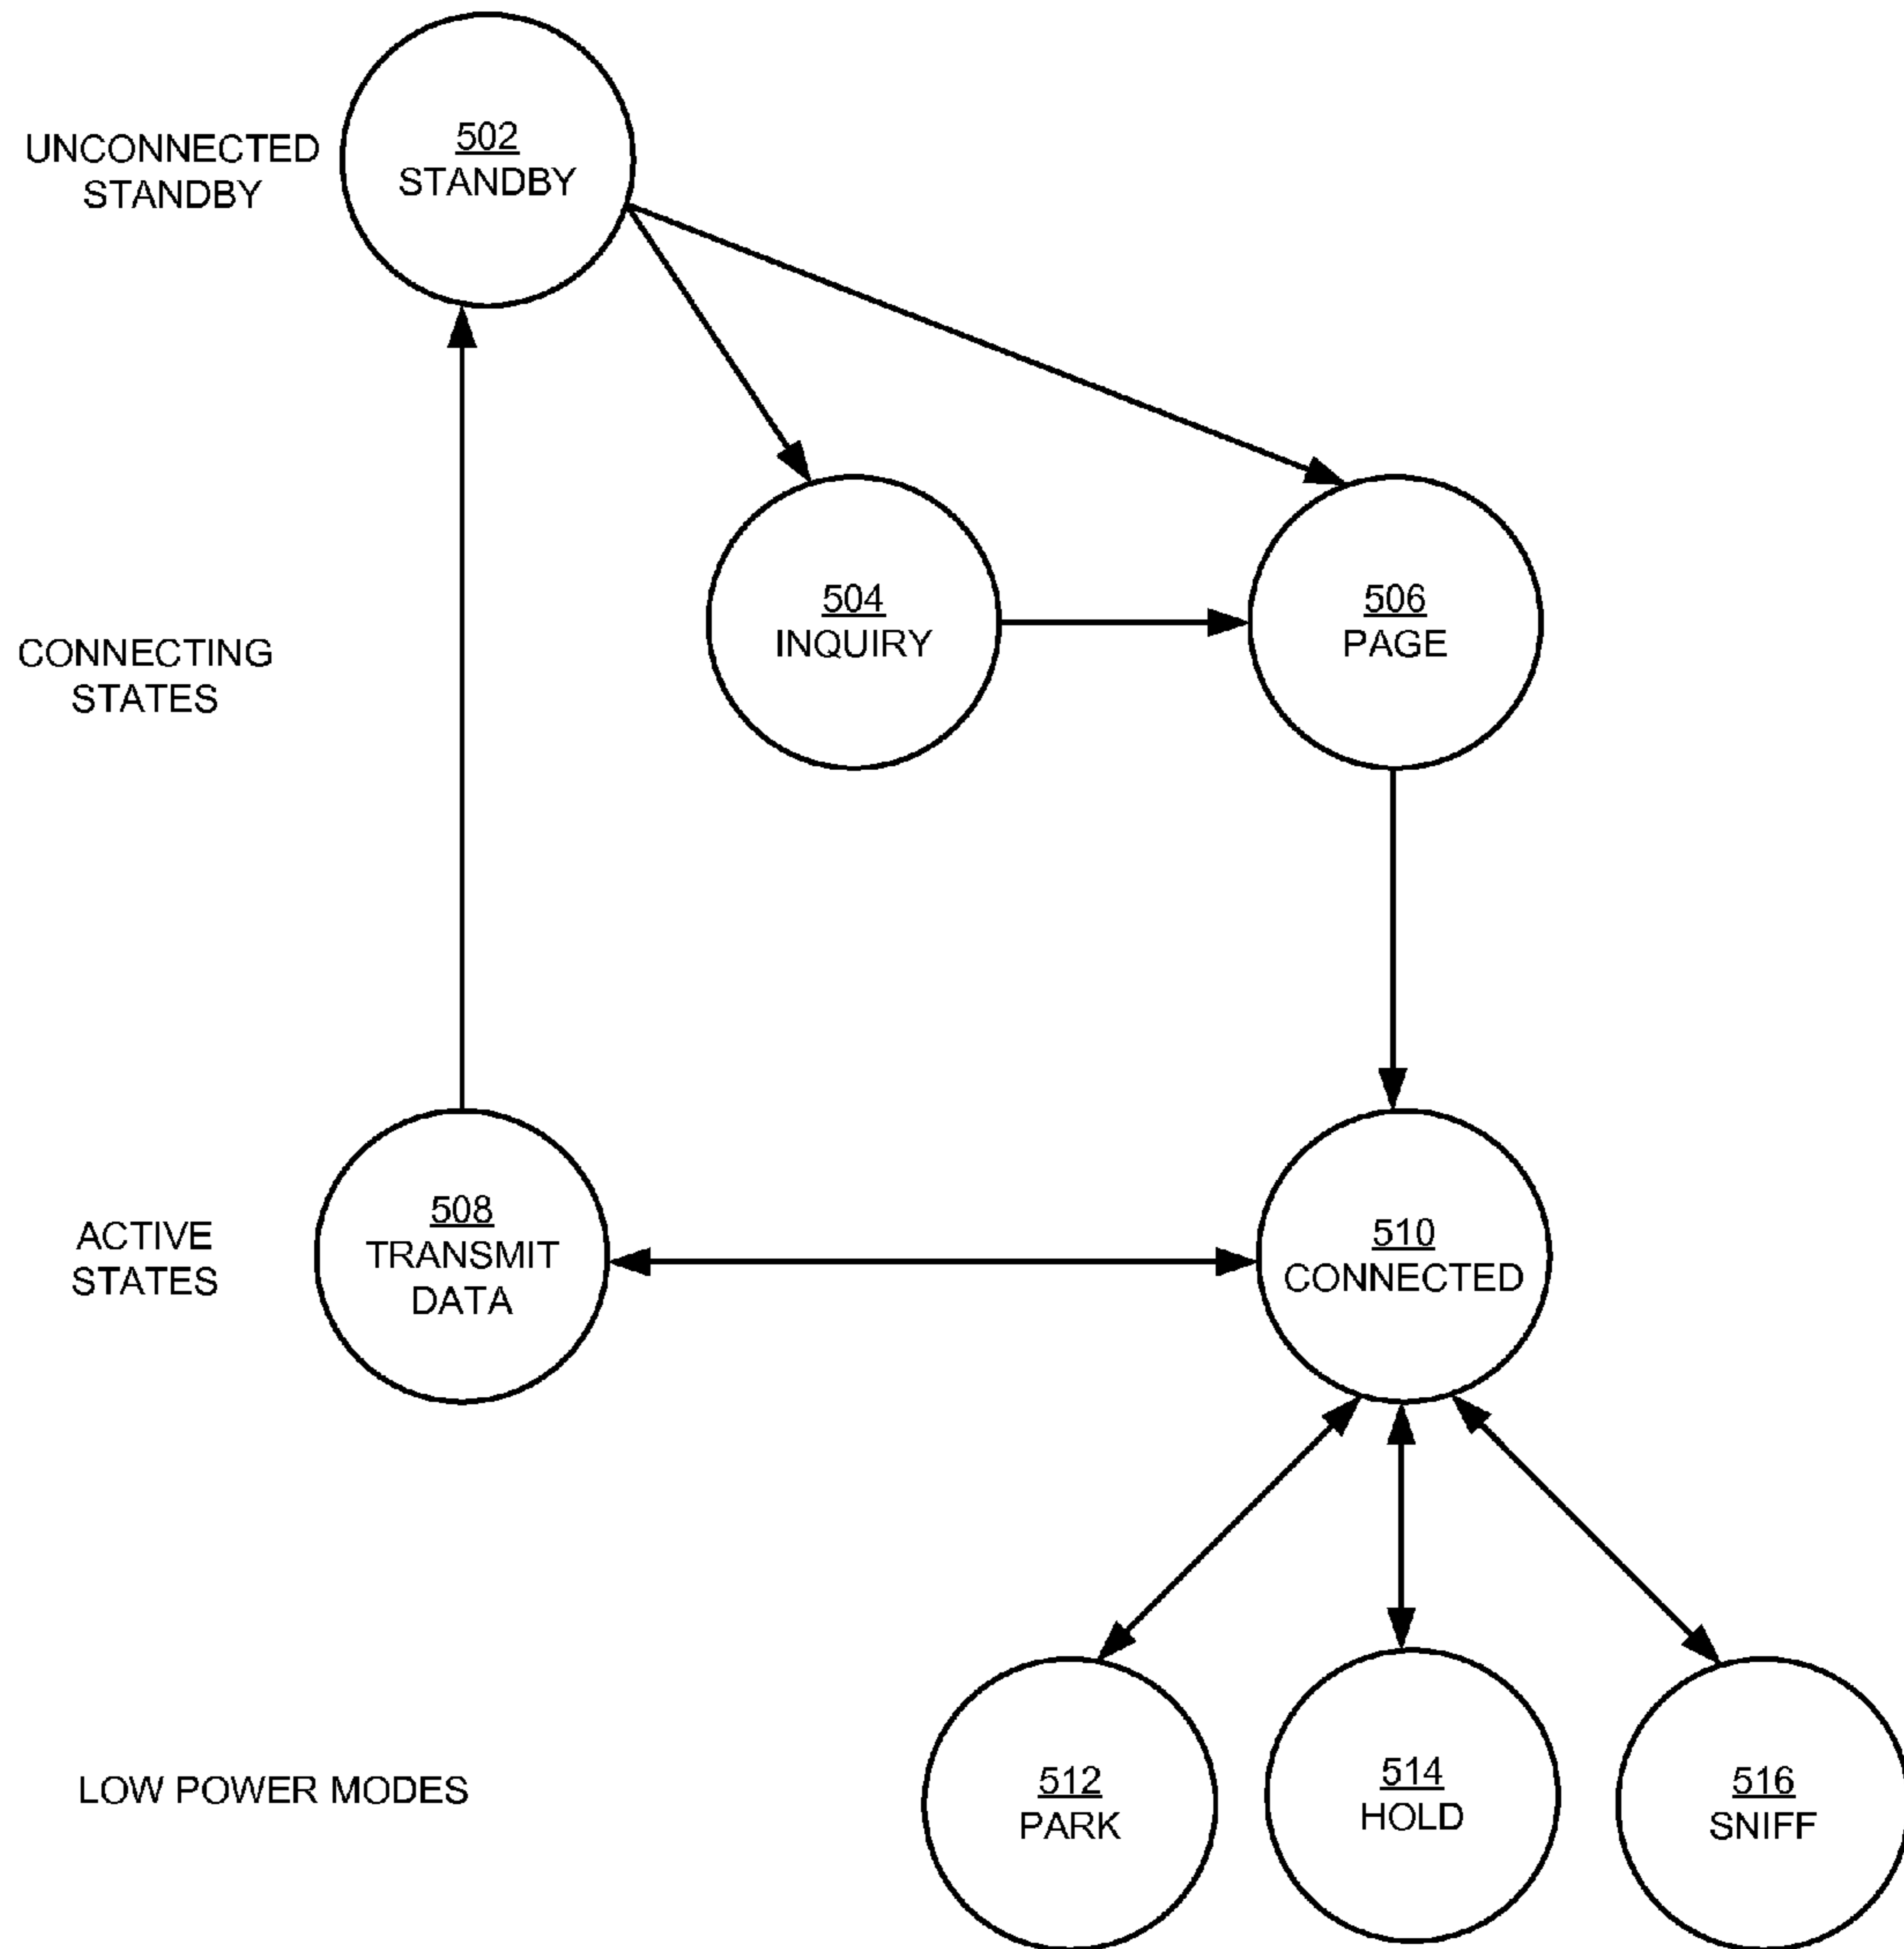 UNCONNECTED
STANDBY
502
STANDBY
CONNECTING
STATES
504
INQUIRY
506
PAGE
ACTIVE
STATES
508
TRANSMIT
DATA
510
CONNECTED
LOW POWER MODES
512
PARK
514
HOLD
516
SNIFF